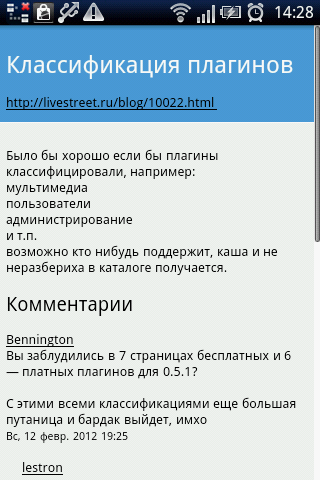 14:28
Классификация плагинов
http://livestreet.ru/blog/10022.html
Было бы хорошо если бы плагины
классифицировали, например:
мультимедиа
пользователи
администрирование
и т.п.
возможно кто нибудь поддержит, каша и не
неразбериха в каталоге получается.
Комментарии
Bennington
Вы заблудились в 7 страницах бесплатных и 6
— платных плагинов для 0.5.1?
С этими всеми классификациями еще большая
путаница и бардак выйдет, имхо
Вс, 12 февр. 2012 19:25
lestron